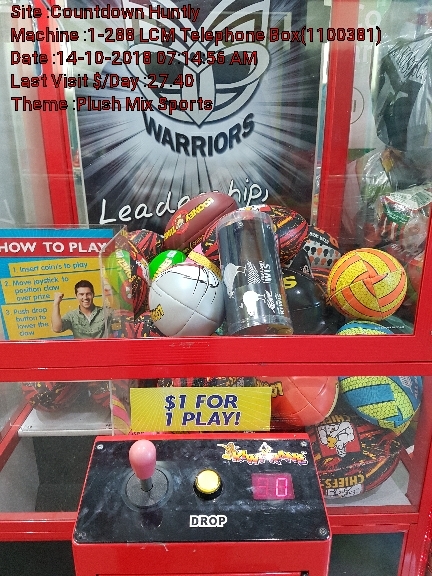 Site :Countdown Huntly
Machine :1-288 LCM Telephone Box(1100381)
Date :14-10-2018 07:14:56 AM
Last Visit $/Day :27.40
Theme :Plush Mix Sports
WARRIORS
Leadership,
HOW TO PLAY
1. Insert coin/s to play
2. Move joystick to
position claw
over prize
3. Push drop
button to
lower the
claw
$1 FOR
1 PLAY!
0
DROP
CHIEFS